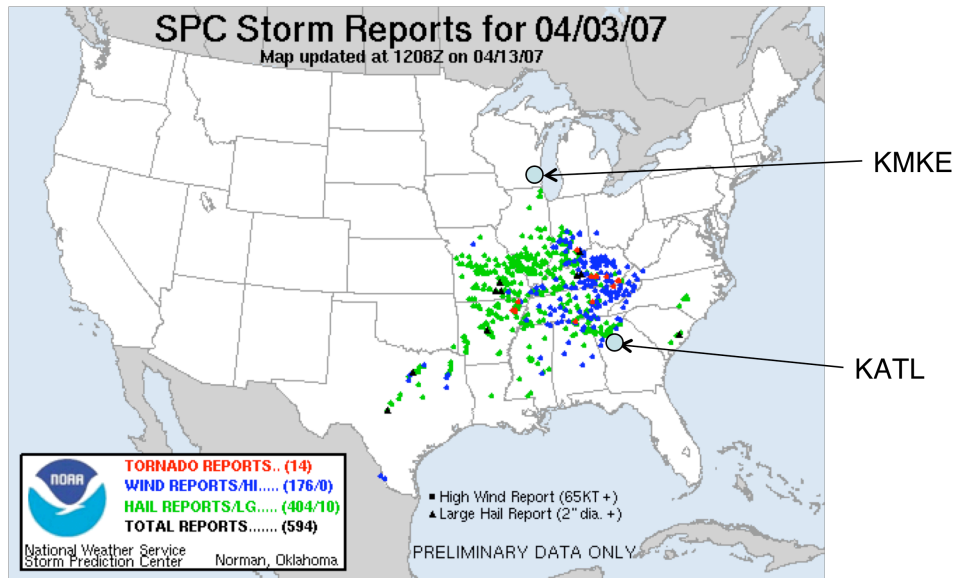 SPC Storm Reports for 04/03/07
Map updated at 1208Z on 04/13/07
KMKE
KATL
NOAA
TORNADO REPORTS.. (14)
WIND REPORTS/HI..... (176/0)
HAIL REPORTS/LG..... (404/10)
TOTAL REPORTS....... (594)
National Weather Service
Storm Prediction Center
Norman, Oklahoma
■ High Wind Report (65KT +)
▲ Large Hail Report (2" dia. +)
PRELIMINARY DATA ONLY